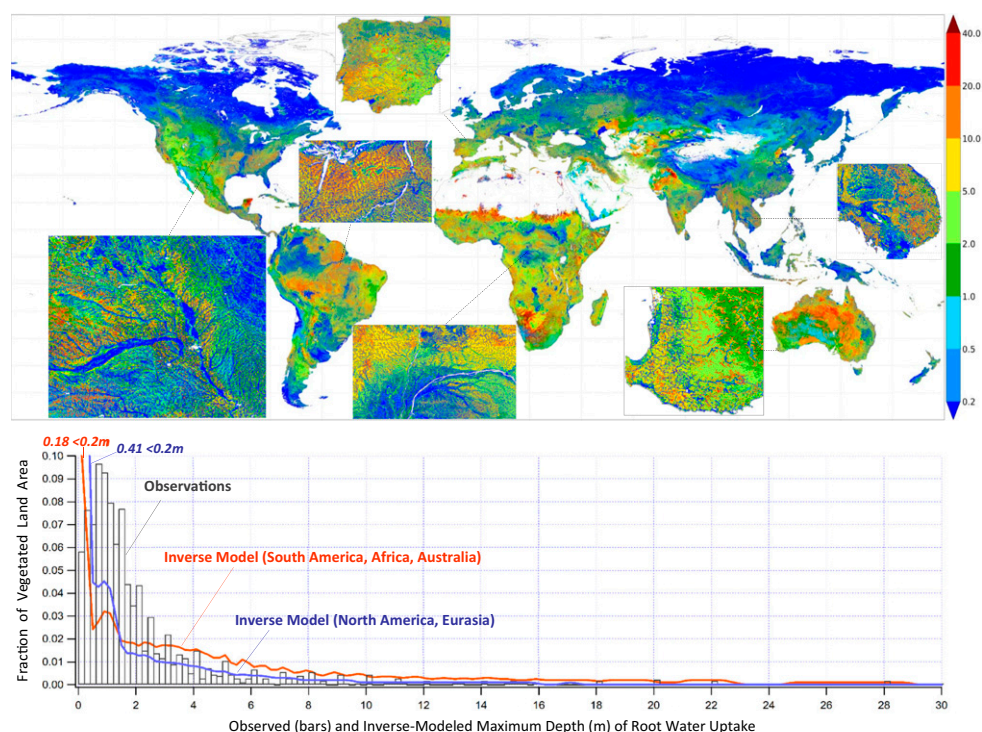 40.0
20.0
10.0
5.0
2.0
1.0
0.5
0.2
0.18 <0.2m
0.41 <0.2m
Observations
Inverse Model (South America, Africa, Australia)
Inverse Model (North America, Eurasia)
Fraction of Vegetated Land Area
0.10
0.09
0.08
0.07
0.06
0.05
0.04
0.03
0.02
0.01
0.00
0 2 4 6 8 10 12 14 16 18 20 22 24 26 28 30
Observed (bars) and Inverse-Modeled Maximum Depth (m) of Root Water Uptake